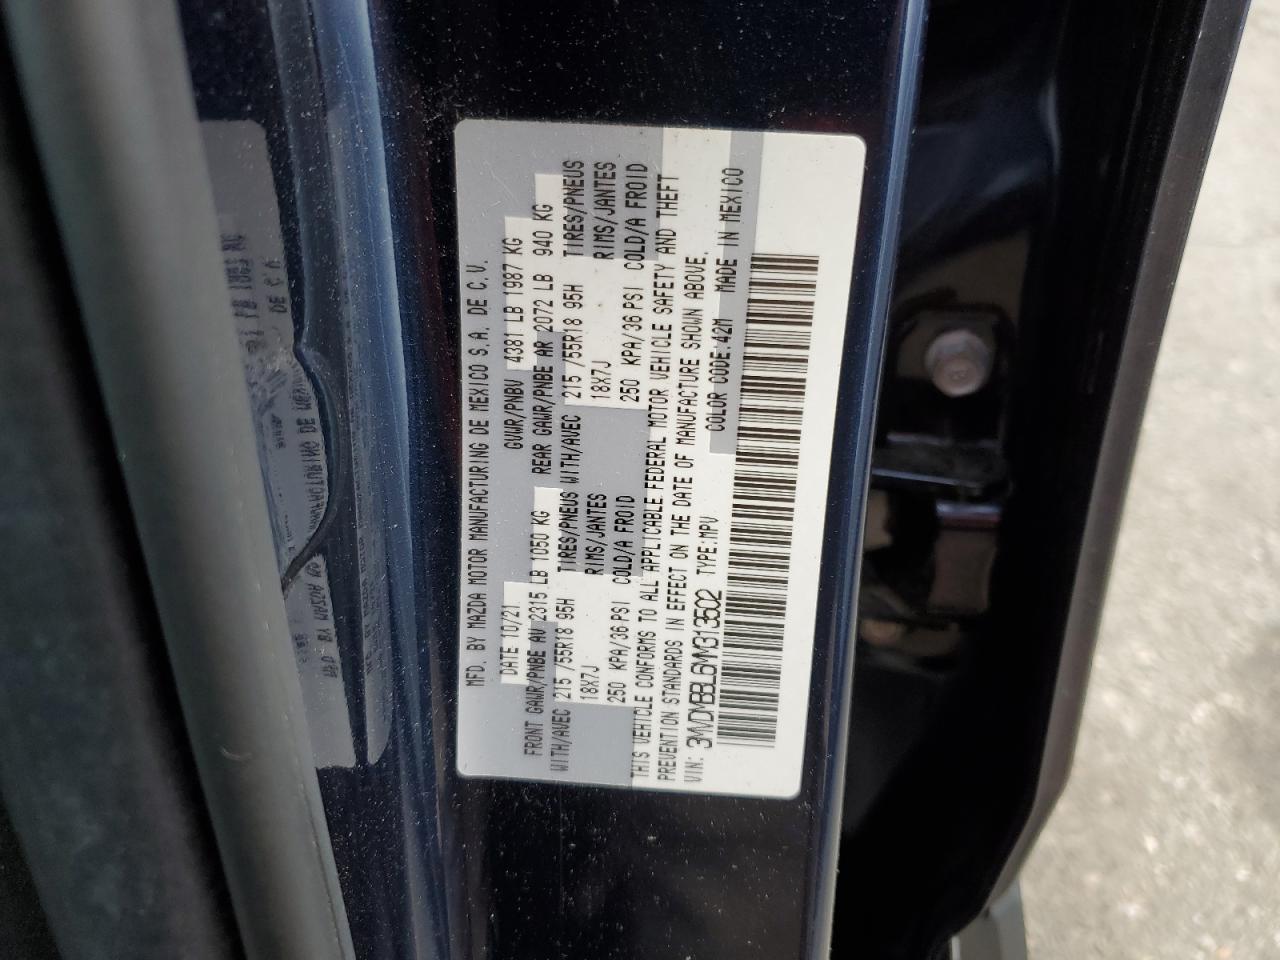 MFD. BY MAZDA MOTOR MANUFACTURING DE MEXICO S.A. DE C.V.
DATE 10/21 GVWR/PNBV 4381 LB 1987 KG
FRONT GAWR/PNBE AV 2315 LB 1050 KG REAR GAWR/PNBE AR 2072 LB 940 KG
WITH/AVEC 215 /55R18 95H TIRES/PNEUS WITH/AVEC 215 /55R18 95H TIRES/PNEUS
18X7J RIMS/JANTES 18X7J RIMS/JANTES
250 KPA/36 PSI COLD/A FROID 250 KPA/36 PSI COLD/A FROID
THIS VEHICLE CONFORMS TO ALL APPLICABLE FEDERAL MOTOR VEHICLE SAFETY AND THEFT
PREVENTION STANDARDS IN EFFECT ON THE DATE OF MANUFACTURE SHOWN ABOVE.
VIN: 3MVDMBBL6NM313502 TYPE:MPV COLOR CODE:42M MADE IN MEXICO